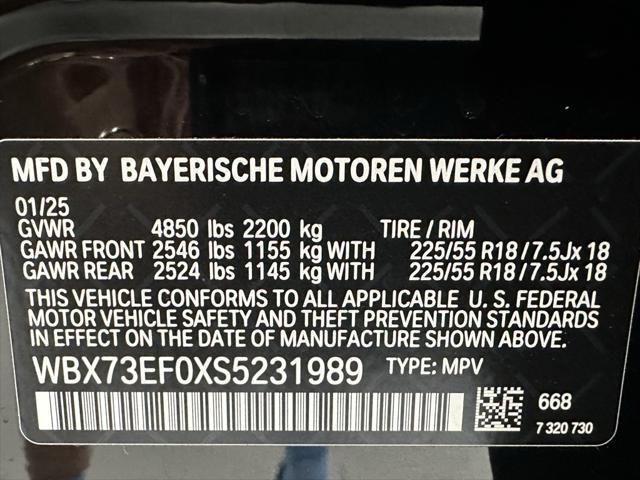 MFD BY BAYERISCHE MOTOREN WERKE AG
01/25
GVWR 4850 lbs 2200 kg TIRE / RIM
GAWR FRONT 2546 lbs 1155 kg WITH 225/55 R18 / 7.5Jx 18
GAWR REAR 2524 lbs 1145 kg WITH 225/55 R18 / 7.5Jx 18
THIS VEHICLE CONFORMS TO ALL APPLICABLE U. S. FEDERAL
MOTOR VEHICLE SAFETY AND THEFT PREVENTION STANDARDS
IN EFFECT ON THE DATE OF MANUFACTURE SHOWN ABOVE.
WBX73EF0XS5231989 TYPE: MPV
668
7 320 730